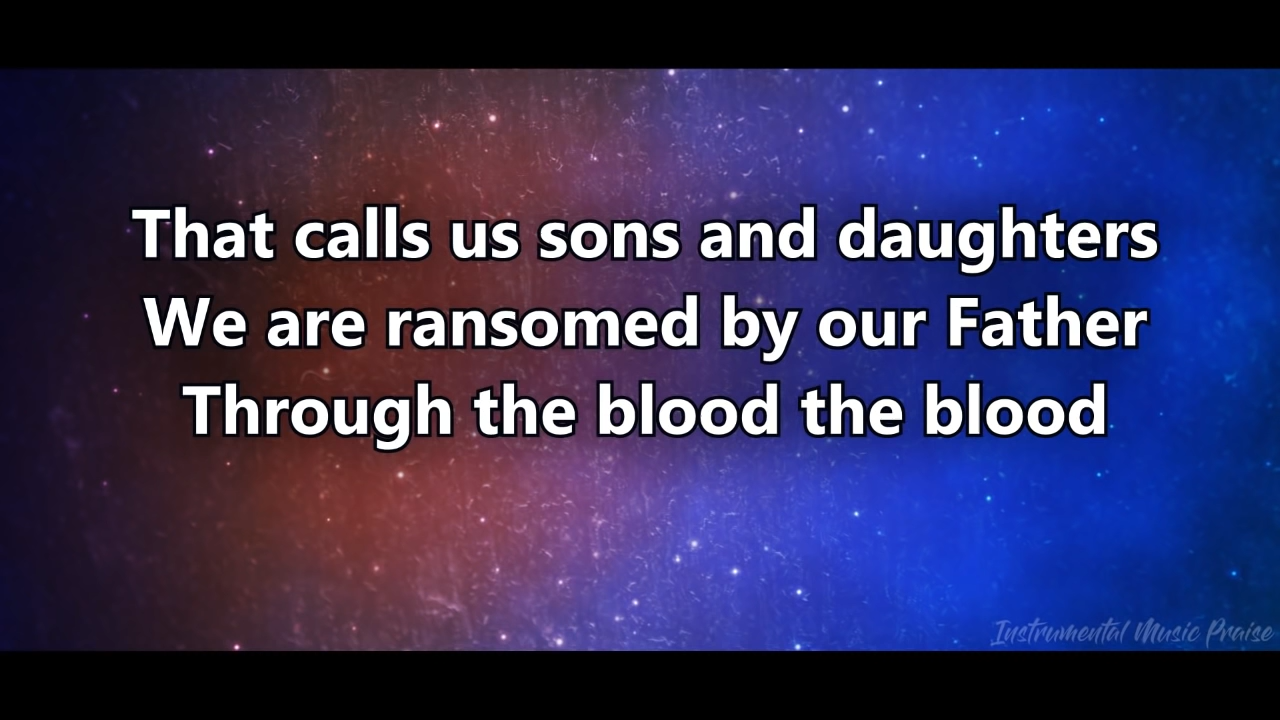 That calls us sons and daughters
We are ransomed by our Father
Through the blood the blood
Instrumental Music Praise